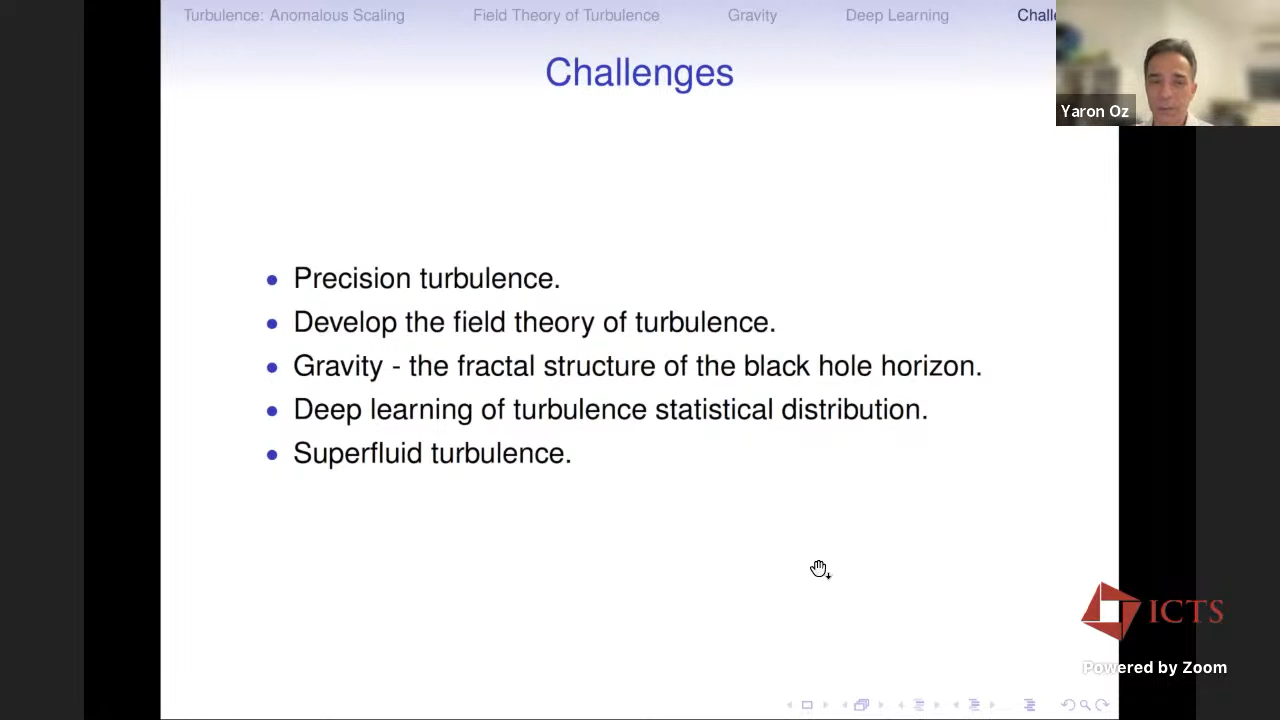 Turbulence: Anomalous Scaling Field Theory of Turbulence Gravity Deep Learning Chall
Challenges
Yaron Oz
Precision turbulence.
Develop the field theory of turbulence.
Gravity - the fractal structure of the black hole horizon.
Deep learning of turbulence statistical distribution.
Superfluid turbulence.
ICTS
Powered by Zoom